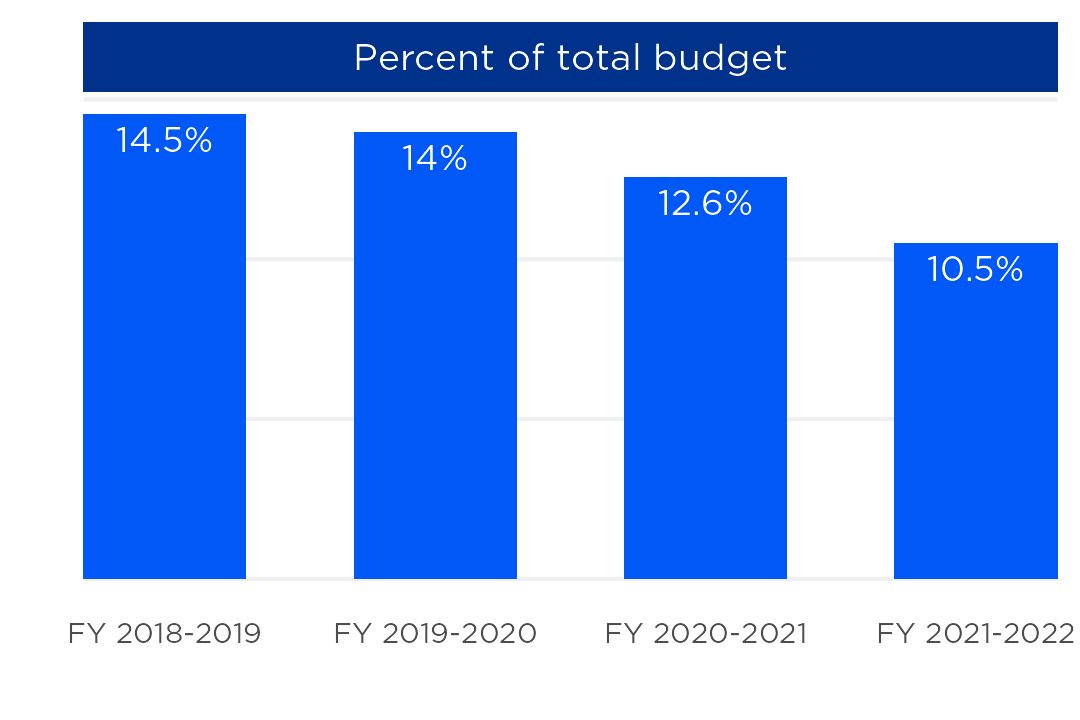 Percent of total budget
14.5%
14%
12.6%
10.5%
FY 2018-2019
FY 2019-2020
FY 2020-2021
FY 2021-2022